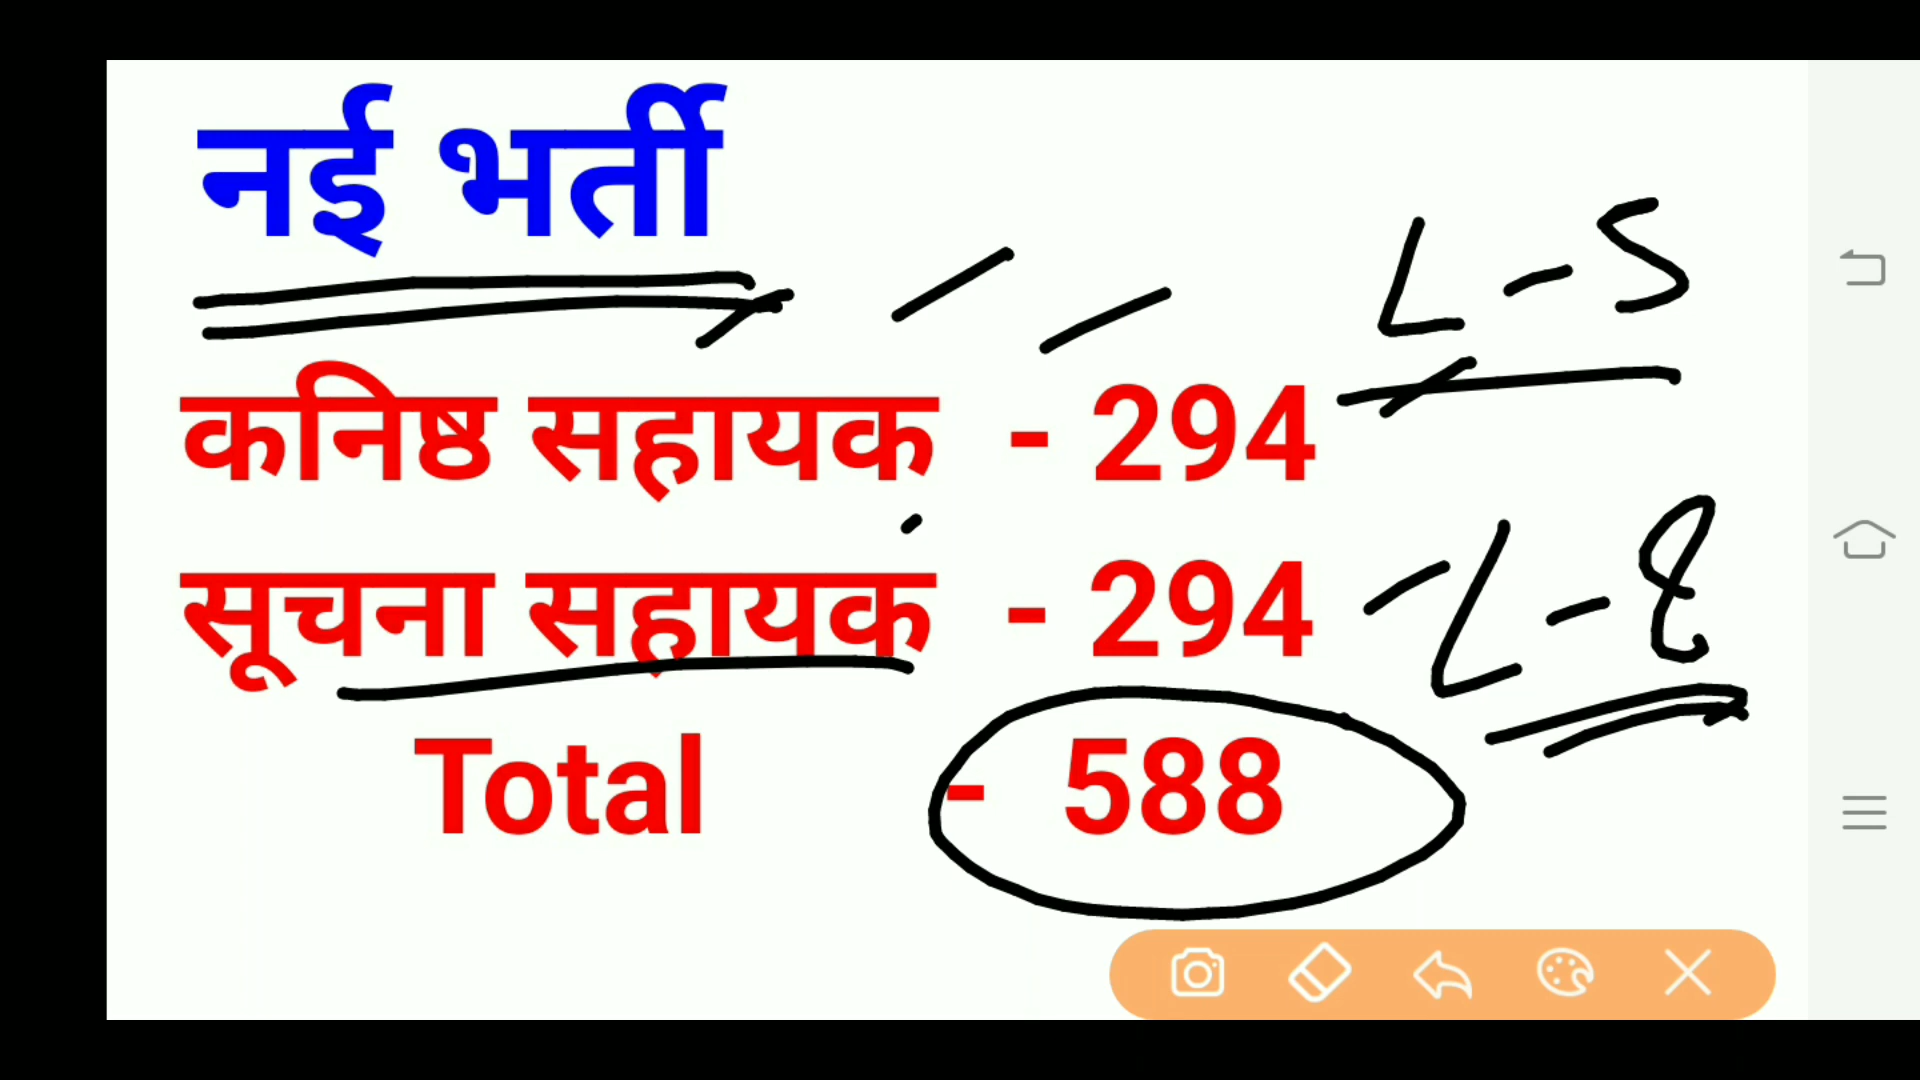 नई भर्ती
L-5
कनिष्ठ सहायक - 294
सूचना सहायक - 294 - L-8
Total - 588